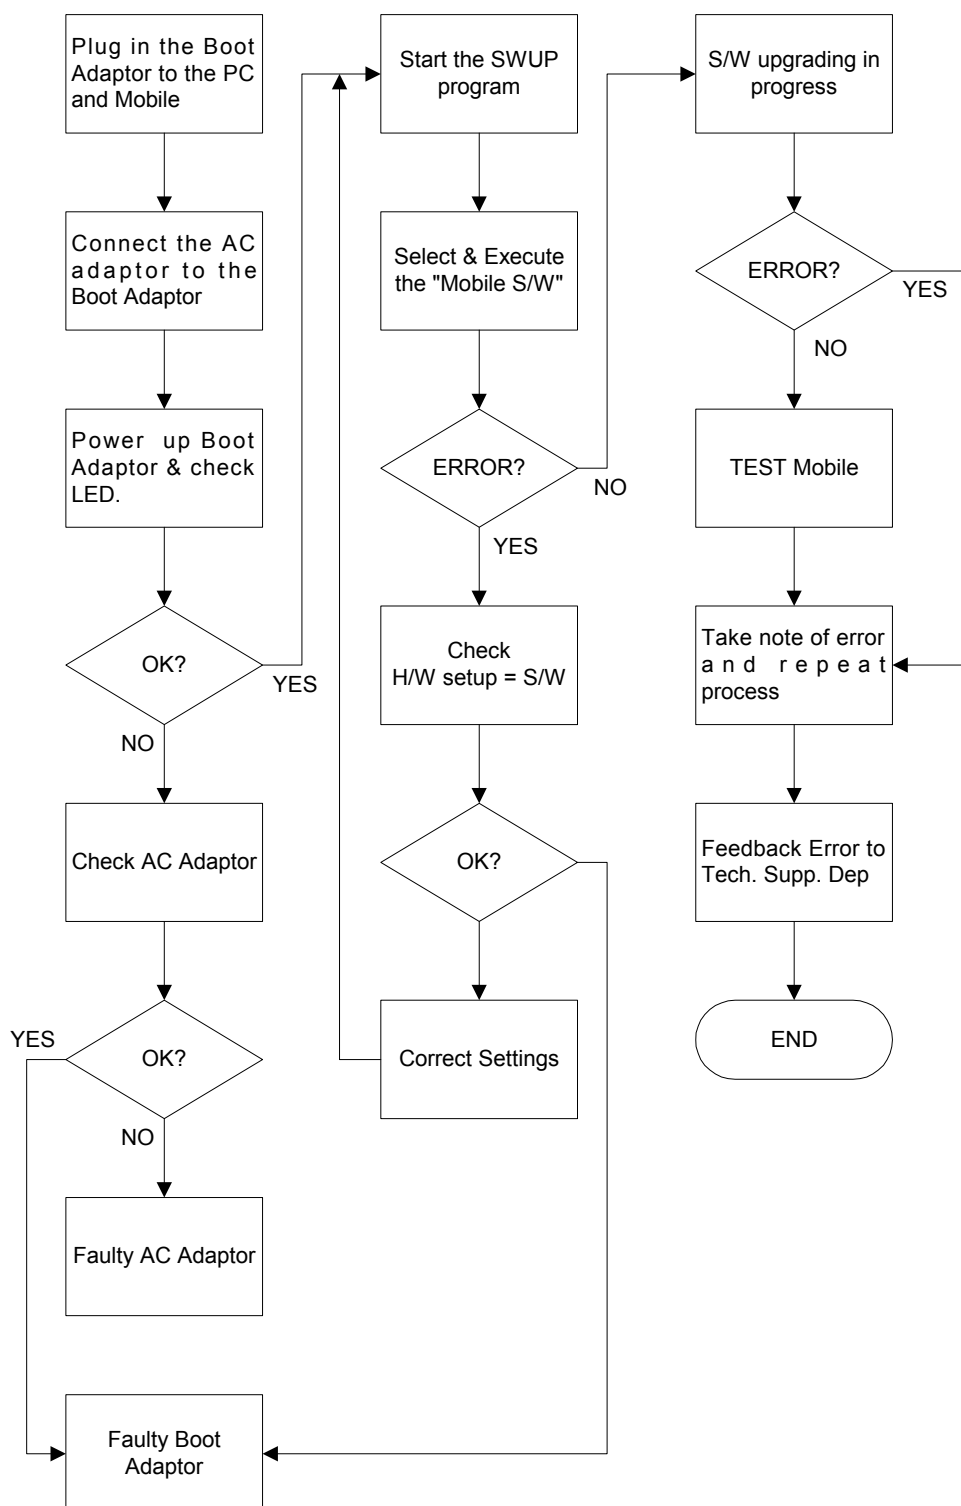 Plug in the Boot
Adaptor to the PC
and Mobile
Connect the AC
adaptor to the
Boot Adaptor
Power up Boot
Adaptor & check
LED.
OK?
YES
NO
Check AC Adaptor
YES
OK?
NO
Faulty AC Adaptor
Faulty Boot
Adaptor
Start the SWUP
program
Select & Execute
the "Mobile S/W"
ERROR?
NO
YES
Check
H/W setup = S/W
OK?
Correct Settings
S/W upgrading in
progress
ERROR?
YES
NO
TEST Mobile
Take note of error
and repeat
process
Feedback Error to
Tech. Supp. Dep
END